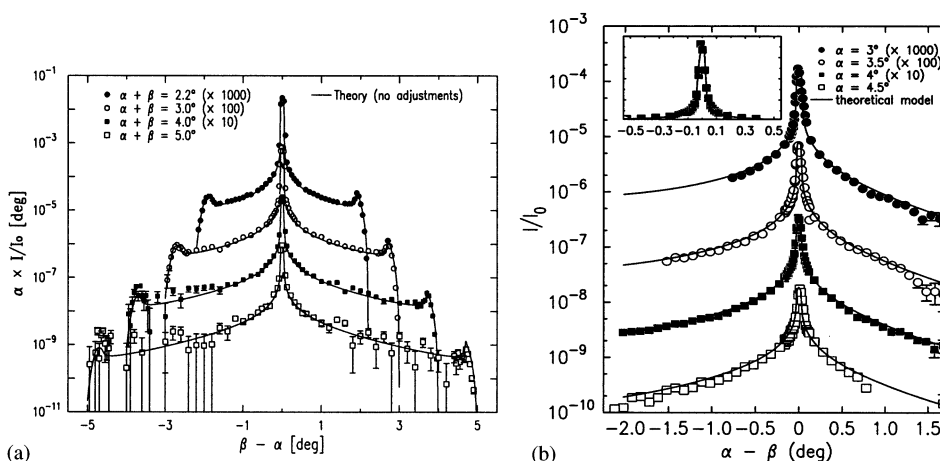 10⁻¹
10⁻³
10⁻⁵
10⁻⁷
10⁻⁹
10⁻¹¹
α × I/I₀ [deg]
α + β = 2.2° (× 1000)
α + β = 3.0° (× 100)
α + β = 4.0° (× 10)
α + β = 5.0°
Theory (no adjustments)
-5 -3 -1 1 3 5
β − α [deg]
(a)
10⁻³
10⁻⁴
10⁻⁵
10⁻⁶
10⁻⁷
10⁻⁸
10⁻⁹
10⁻¹⁰
I/I₀
-0.5 -0.3 -0.1 0.1 0.3 0.5
α = 3° (× 1000)
α = 3.5° (× 100)
α = 4° (× 10)
α = 4.5°
theoretical model
-2.0 -1.5 -1.0 -0.5 0 0.5 1.0 1.5
α − β (deg)
(b)